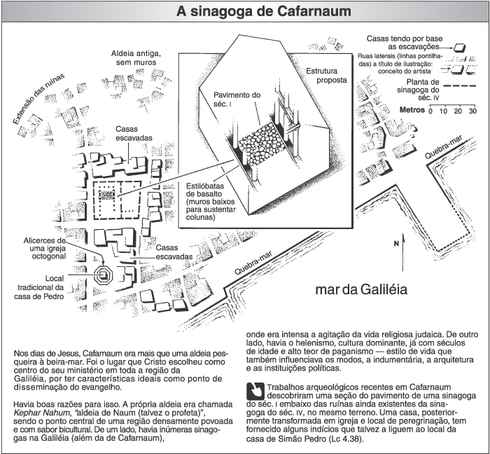 A sinagoga de Cafarnaum
Aldeia antiga,
sem muros
Extensão das ruínas
Casas
escavadas
Estrutura
proposta
Pavimento do
séc. I
Estilóbatas
de basalto
(muros baixos
para sustentar
colunas)
Casas tendo por base
as escavações
Ruas laterais (linhas pontilha-
das) a título de ilustração:
conceito do artista
Planta de
sinagoga do
séc. IV
Metros 0 10 20 30
Quebra-mar
Alicerces de
uma igreja
octogonal
Casas
escavadas
Local
tradicional da
casa de Pedro
Quebra-mar
N
mar da Galiléia
Nos dias de Jesus, Cafarnaum era mais que uma aldeia pes-
queira à beira-mar. Foi o lugar que Cristo escolheu como
centro do seu ministério em toda a região da
Galiléia, por ter características ideais como ponto de
disseminação do evangelho.
Havia boas razões para isso. A própria aldeia era chamada
Kephar Nahum, “aldeia de Naum (talvez o profeta)”,
sendo o ponto central de uma região densamente povoada
e com sabor bicultural. De um lado, havia inúmeras sinago-
gas na Galiléia (além da de Cafarnaum),
onde era intensa a agitação da vida religiosa judaica. De outro
lado, havia o helenismo, cultura dominante, já com séculos
de idade e alto teor de paganismo — estilo de vida que
também influenciava os modos, a indumentária, a arquitetura
e as instituições políticas.
Trabalhos arqueológicos recentes em Cafarnaum
descobriram uma seção do pavimento de uma sinagoga
do séc. I embaixo das ruínas ainda existentes da sina-
goga do séc. IV, no mesmo terreno. Uma casa, posterior-
mente transformada em igreja e local de peregrinação, tem
fornecido alguns indícios que talvez a liguem ao local da
casa de Simão Pedro (Lc 4.38).